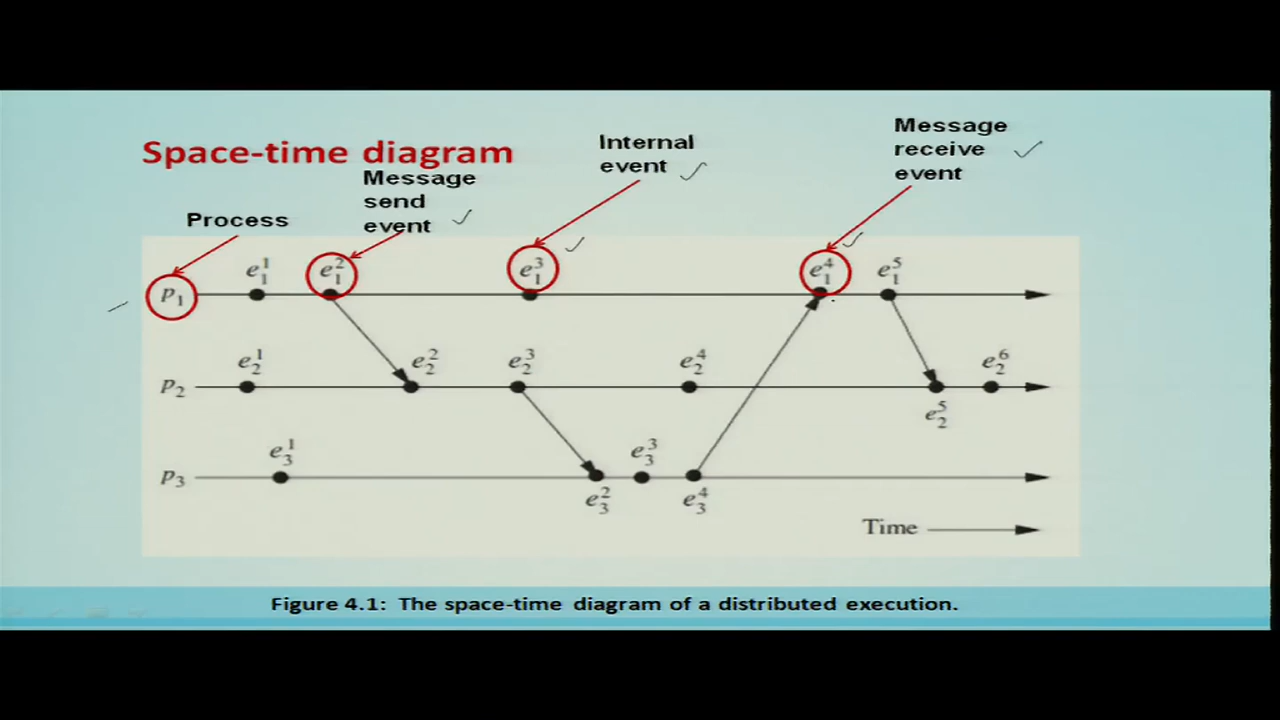 Space-time diagram
Process
Message
send
event
Internal
event
Message
receive
event
p₁ e₁¹ e₁² e₁³ e₁⁴ e₁⁵
p₂ e₂¹ e₂² e₂³ e₂⁴ e₂⁵ e₂⁶
p₃ e₃¹ e₃² e₃³ e₃⁴
Time
Figure 4.1: The space-time diagram of a distributed execution.